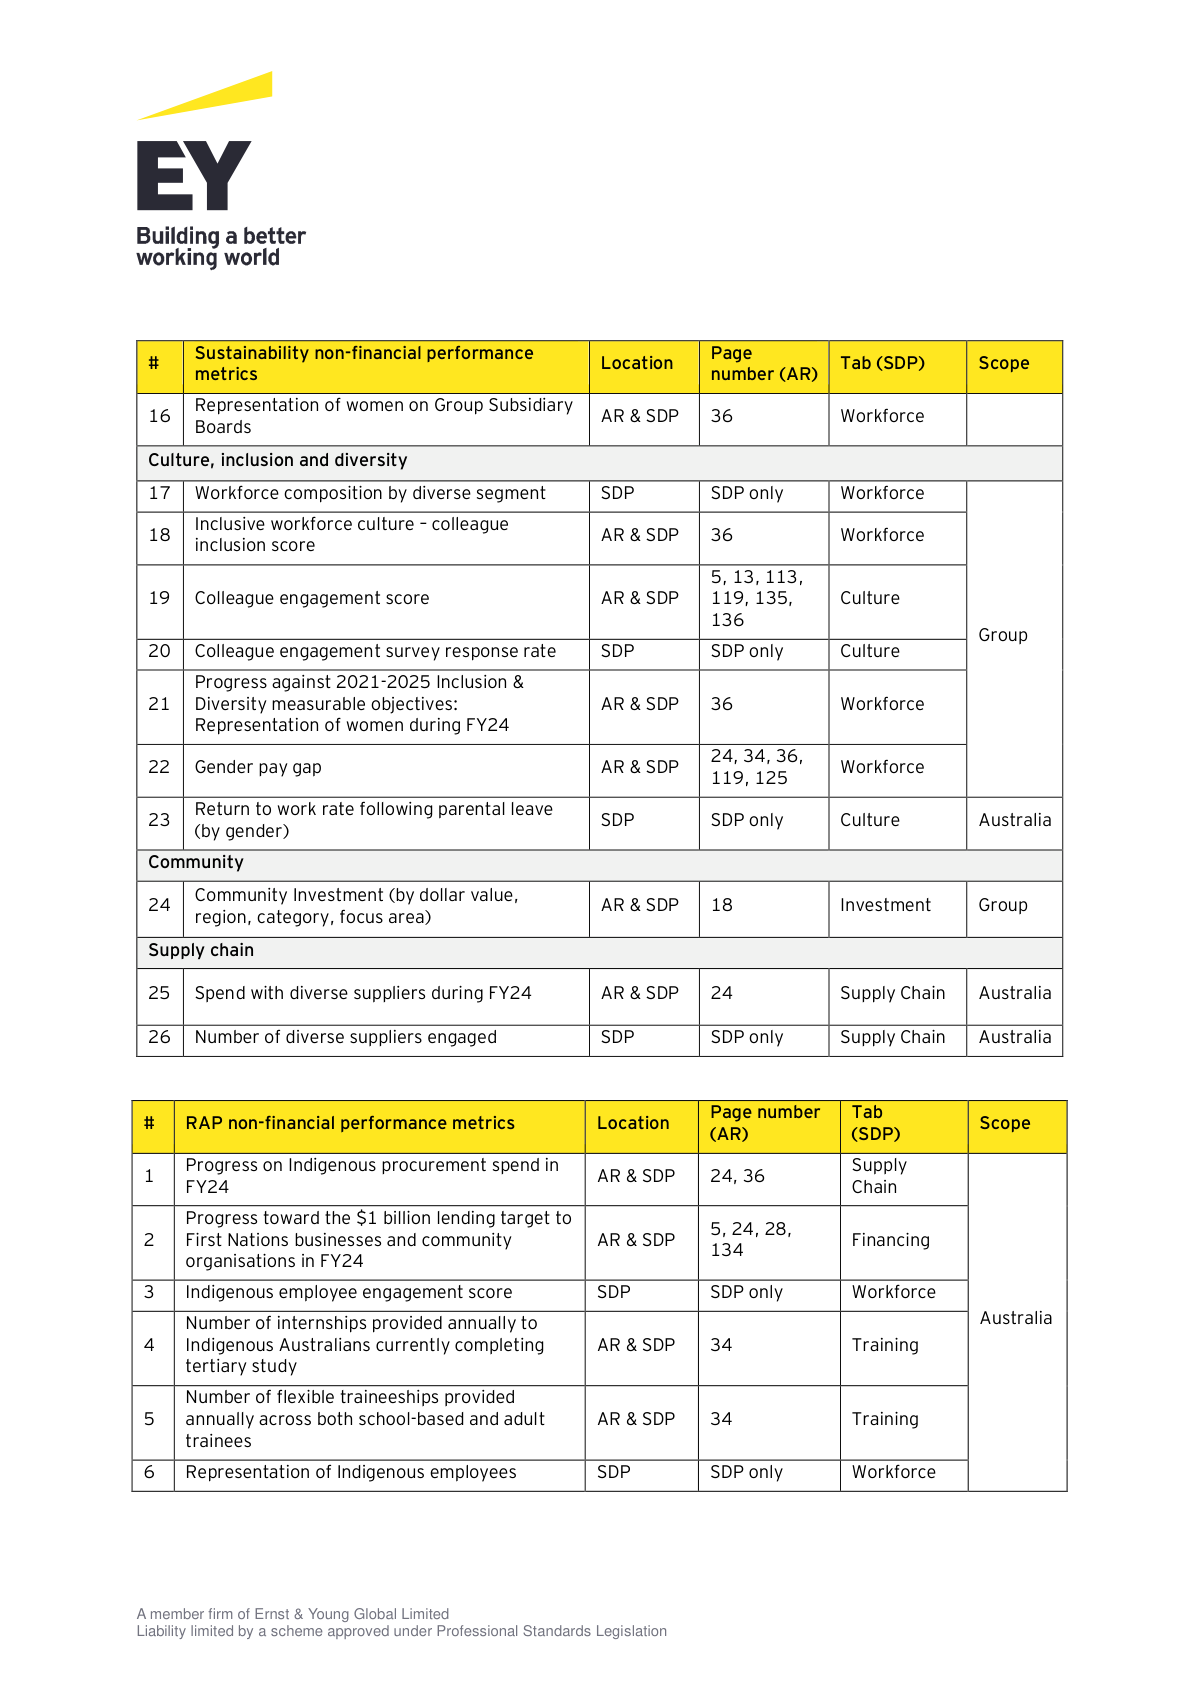 EY
Building a better
working world
#
Sustainability non-financial performance
metrics
Location
Page
number (AR)
Tab (SDP)
Scope
16
Representation of women on Group Subsidiary
Boards
AR & SDP
36
Workforce
Culture, inclusion and diversity
17
Workforce composition by diverse segment
SDP
SDP only
Workforce
18
Inclusive workforce culture – colleague
inclusion score
AR & SDP
36
Workforce
19
Colleague engagement score
AR & SDP
5, 13, 113,
119, 135,
136
Culture
Group
20
Colleague engagement survey response rate
SDP
SDP only
Culture
21
Progress against 2021-2025 Inclusion &
Diversity measurable objectives:
Representation of women during FY24
AR & SDP
36
Workforce
22
Gender pay gap
AR & SDP
24, 34, 36,
119, 125
Workforce
23
Return to work rate following parental leave
(by gender)
SDP
SDP only
Culture
Australia
Community
24
Community Investment (by dollar value,
region, category, focus area)
AR & SDP
18
Investment
Group
Supply chain
25
Spend with diverse suppliers during FY24
AR & SDP
24
Supply Chain
Australia
26
Number of diverse suppliers engaged
SDP
SDP only
Supply Chain
Australia
#
RAP non-financial performance metrics
Location
Page number
(AR)
Tab
(SDP)
Scope
1
Progress on Indigenous procurement spend in
FY24
AR & SDP
24, 36
Supply
Chain
2
Progress toward the $1 billion lending target to
First Nations businesses and community
organisations in FY24
AR & SDP
5, 24, 28,
134
Financing
3
Indigenous employee engagement score
SDP
SDP only
Workforce
Australia
4
Number of internships provided annually to
Indigenous Australians currently completing
tertiary study
AR & SDP
34
Training
5
Number of flexible traineeships provided
annually across both school-based and adult
trainees
AR & SDP
34
Training
6
Representation of Indigenous employees
SDP
SDP only
Workforce
A member firm of Ernst & Young Global Limited
Liability limited by a scheme approved under Professional Standards Legislation